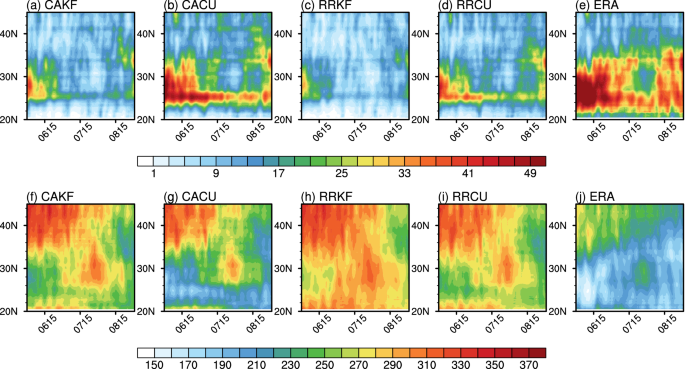 (a) CAKF (b) CACU (c) RRKF (d) RRCU (e) ERA
40N 40N 40N 40N 40N
30N 30N 30N 30N 30N
20N 20N 20N 20N 20N
0615 0715 0815 0615 0715 0815 0615 0715 0815 0615 0715 0815 0615 0715 0815
1 9 17 25 33 41 49
(f) CAKF (g) CACU (h) RRKF (i) RRCU (j) ERA
40N 40N 40N 40N 40N
30N 30N 30N 30N 30N
20N 20N 20N 20N 20N
0615 0715 0815 0615 0715 0815 0615 0715 0815 0615 0715 0815 0615 0715 0815
150 170 190 210 230 250 270 290 310 330 350 370